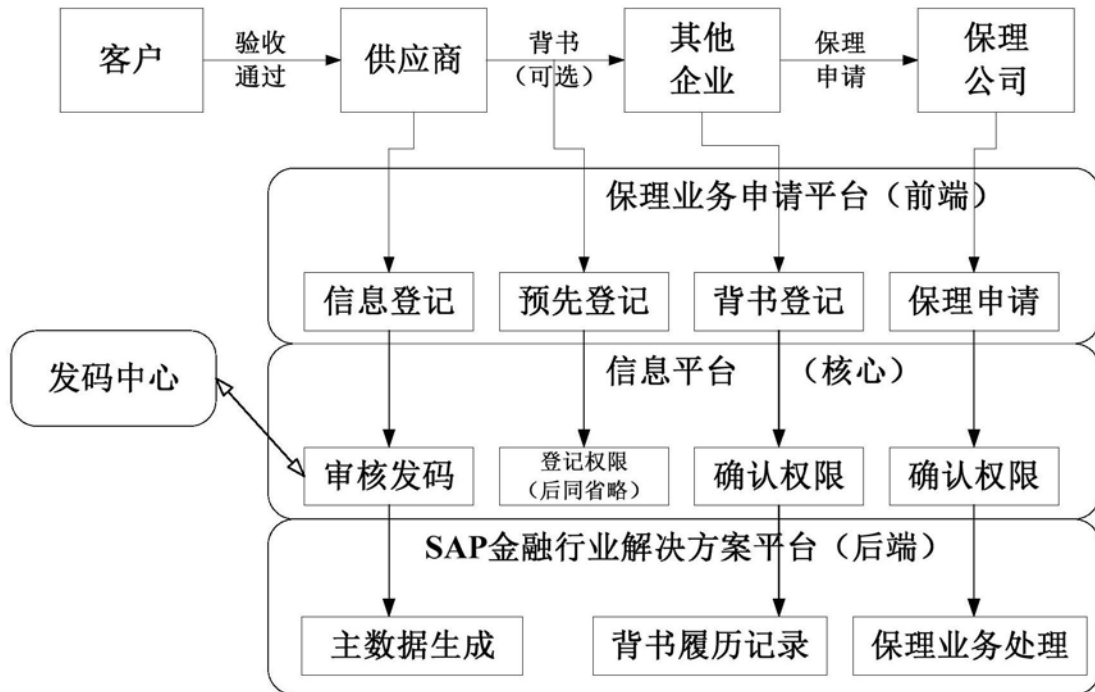 客户
验收
通过
供应商
背书
（可选）
其他
企业
保理
申请
保理
公司
保理业务申请平台（前端）
信息登记
预先登记
背书登记
保理申请
发码中心
信息平台 （核心）
审核发码
登记权限
（后同省略）
确认权限
确认权限
SAP金融行业解决方案平台（后端）
主数据生成
背书履历记录
保理业务处理